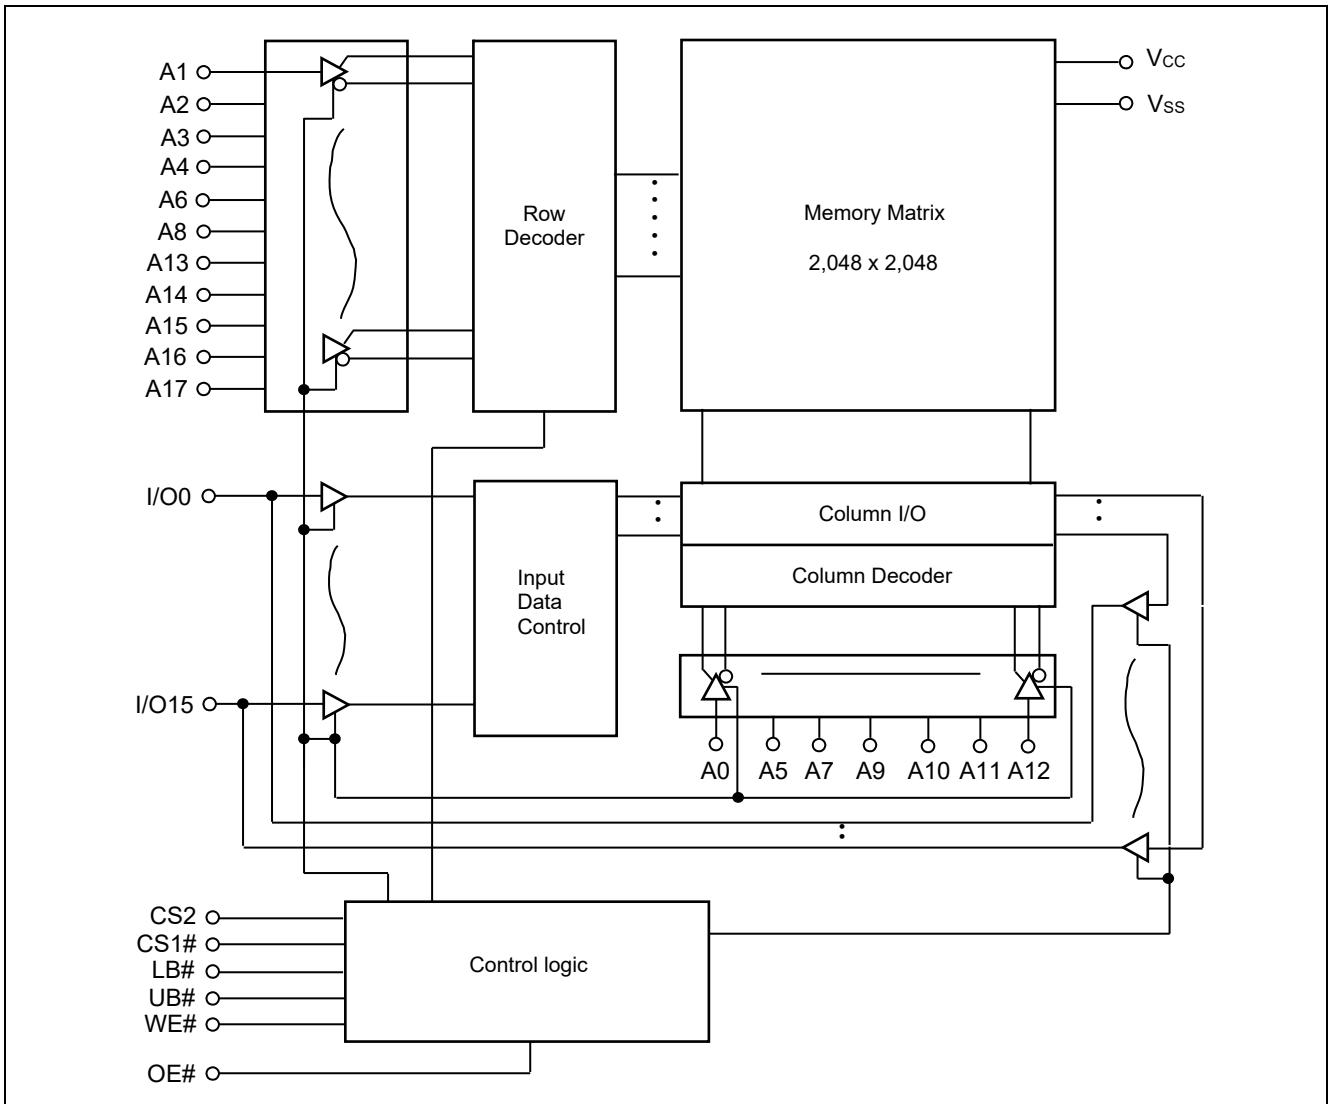 A1
A2
A3
A4
A6
A8
A13
A14
A15
A16
A17
Row
Decoder
Memory Matrix
2,048 x 2,048
VCC
VSS
I/O0
I/O15
Input
Data
Control
Column I/O
Column Decoder
A0 A5 A7 A9 A10 A11 A12
CS2
CS1#
LB#
UB#
WE#
OE#
Control logic